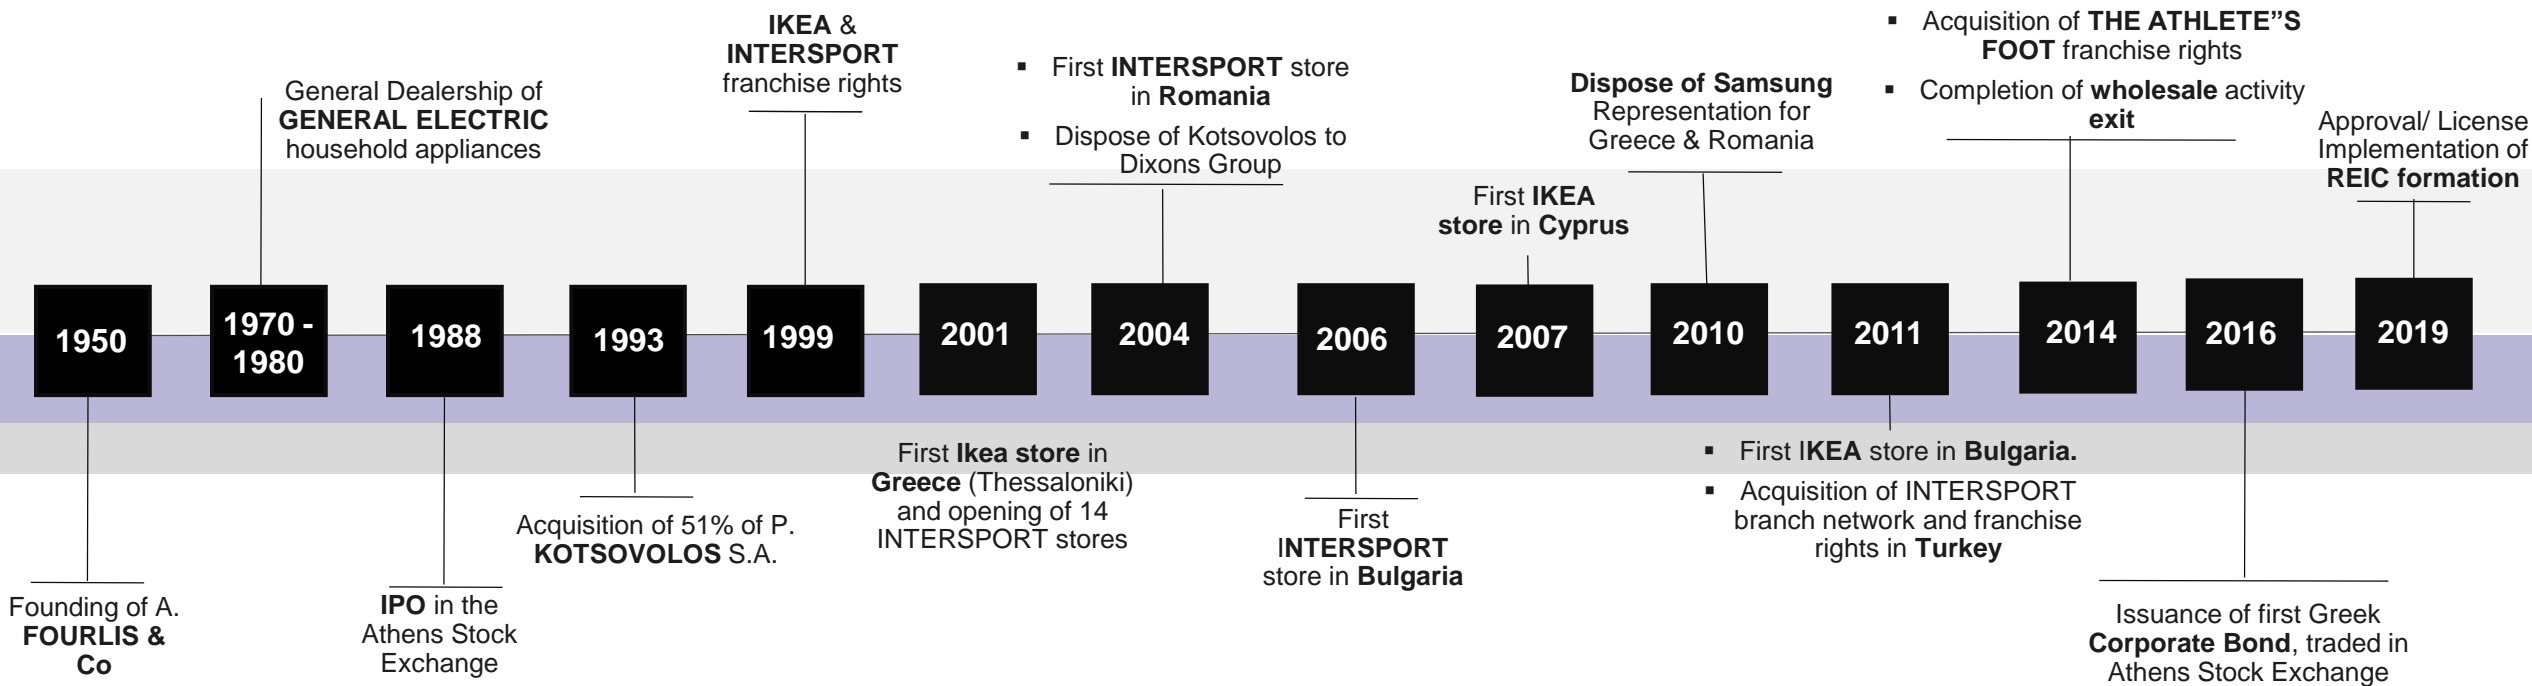 IKEA &
INTERSPORT
franchise rights
▪ Acquisition of THE ATHLETE”S
FOOT franchise rights
▪ Completion of wholesale activity
exit
▪ First INTERSPORT store
in Romania
▪ Dispose of Kotsovolos to
Dixons Group
General Dealership of
GENERAL ELECTRIC
household appliances
Dispose of Samsung
Representation for
Greece & Romania
Approval/ License
Implementation of
REIC formation
First IKEA
store in Cyprus
1950
1970 -
1980
1988
1993
1999
2001
2004
2006
2007
2010
2011
2014
2016
2019
First Ikea store in
Greece (Thessaloniki)
and opening of 14
INTERSPORT stores
▪ First IKEA store in Bulgaria.
▪ Acquisition of INTERSPORT
branch network and franchise
rights in Turkey
Acquisition of 51% of P.
KOTSOVOLOS S.A.
First
INTERSPORT
store in Bulgaria
Founding of A.
FOURLIS &
Co
IPO in the
Athens Stock
Exchange
Issuance of first Greek
Corporate Bond, traded in
Athens Stock Exchange